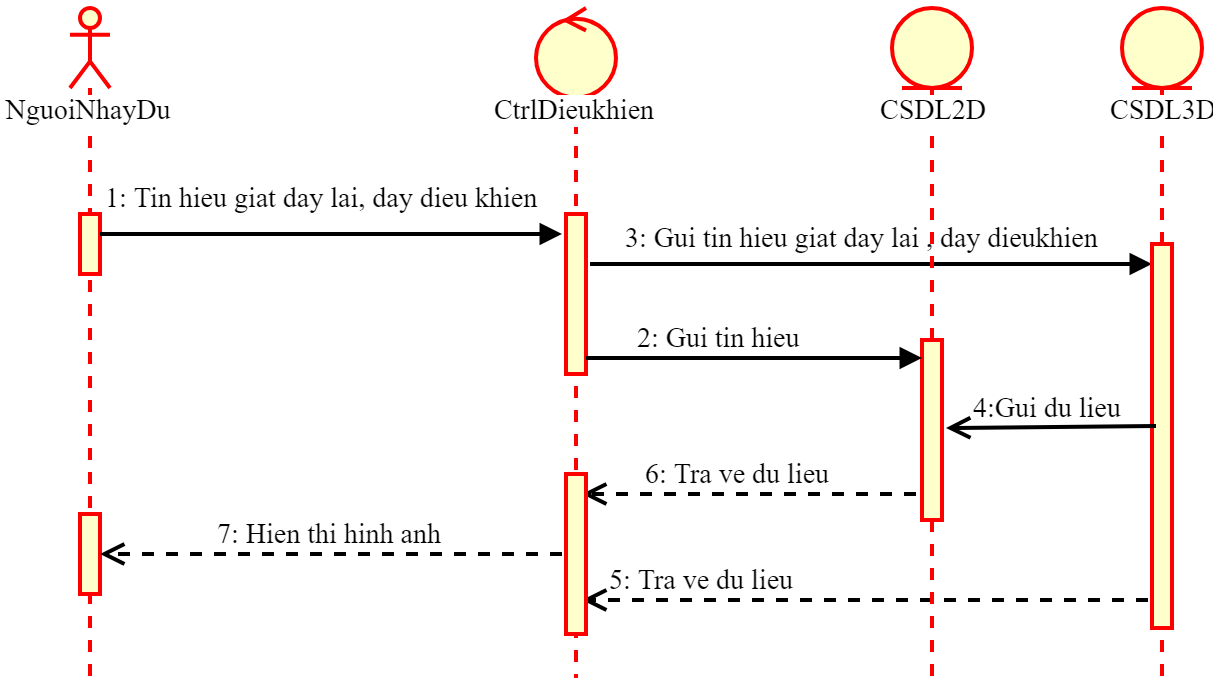 NguoiNhayDu
CtrlDieukhien
CSDL2D
CSDL3D
1: Tin hieu giat day lai, day dieu khien
3: Gui tin hieu giat day lai , day dieukhien
2: Gui tin hieu
4:Gui du lieu
6: Tra ve du lieu
7: Hien thi hinh anh
5: Tra ve du lieu